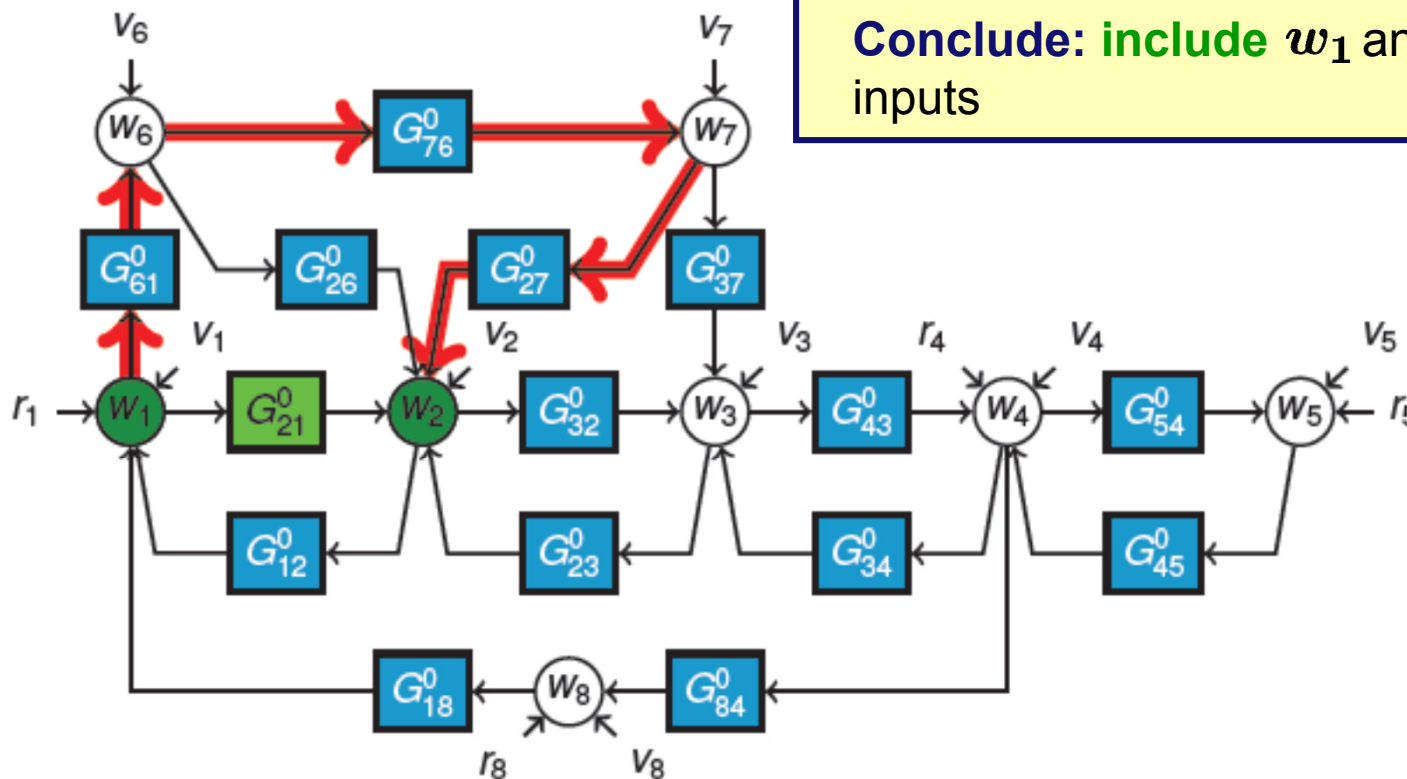 Conclude: include w₁ an
inputs
v₆
v₇
w₆
G⁰₇₆
w₇
G⁰₆₁
G⁰₂₆
G⁰₂₇
G⁰₃₇
v₁
v₂
v₃
r₄
v₄
v₅
r₁
w₁
G⁰₂₁
w₂
G⁰₃₂
w₃
G⁰₄₃
w₄
G⁰₅₄
w₅
r₅
G⁰₁₂
G⁰₂₃
G⁰₃₄
G⁰₄₅
G⁰₁₈
w₈
G⁰₈₄
r₈
v₈